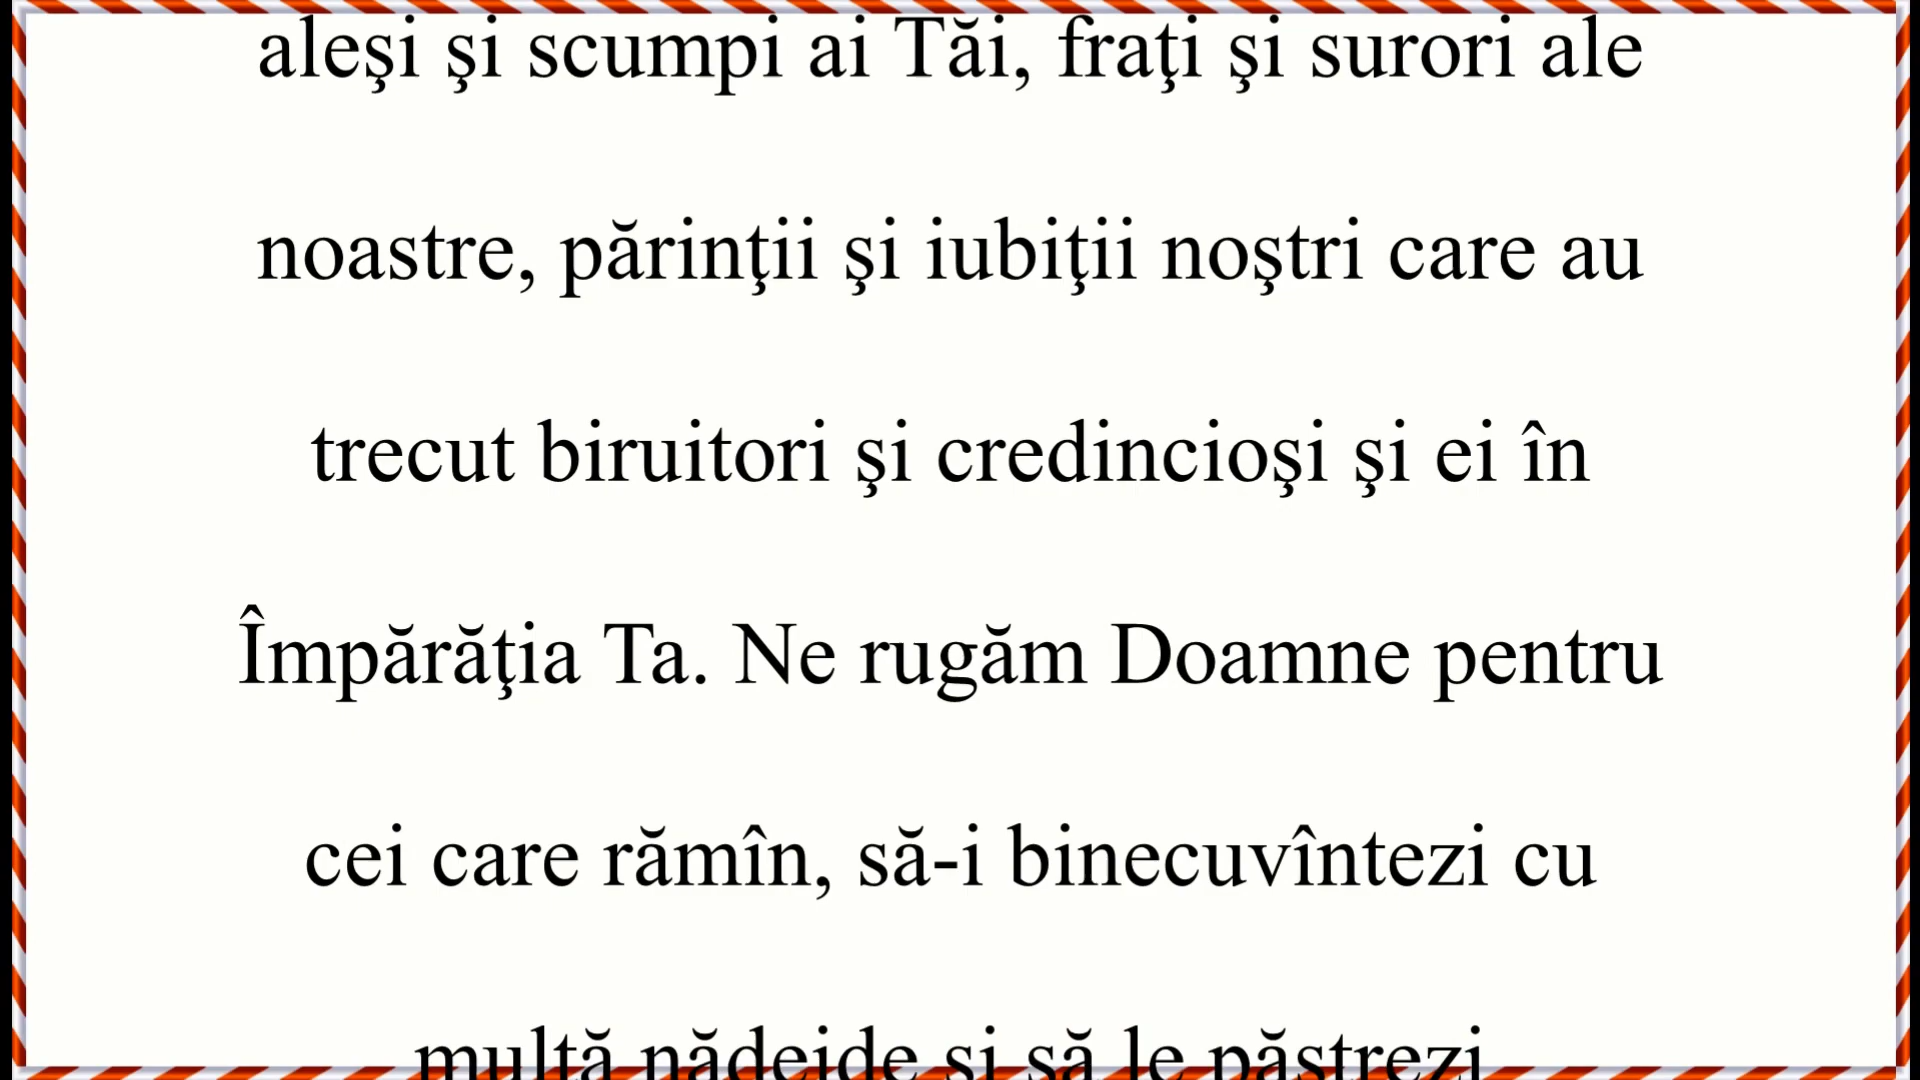 aleşi şi scumpi ai Tăi, fraţi şi surori ale
noastre, părinţii şi iubiţii noştri care au
trecut biruitori şi credincioşi şi ei în
Împărăţia Ta. Ne rugăm Doamne pentru
cei care rămîn, să-i binecuvîntezi cu
multă nădejde şi să le păstrezi